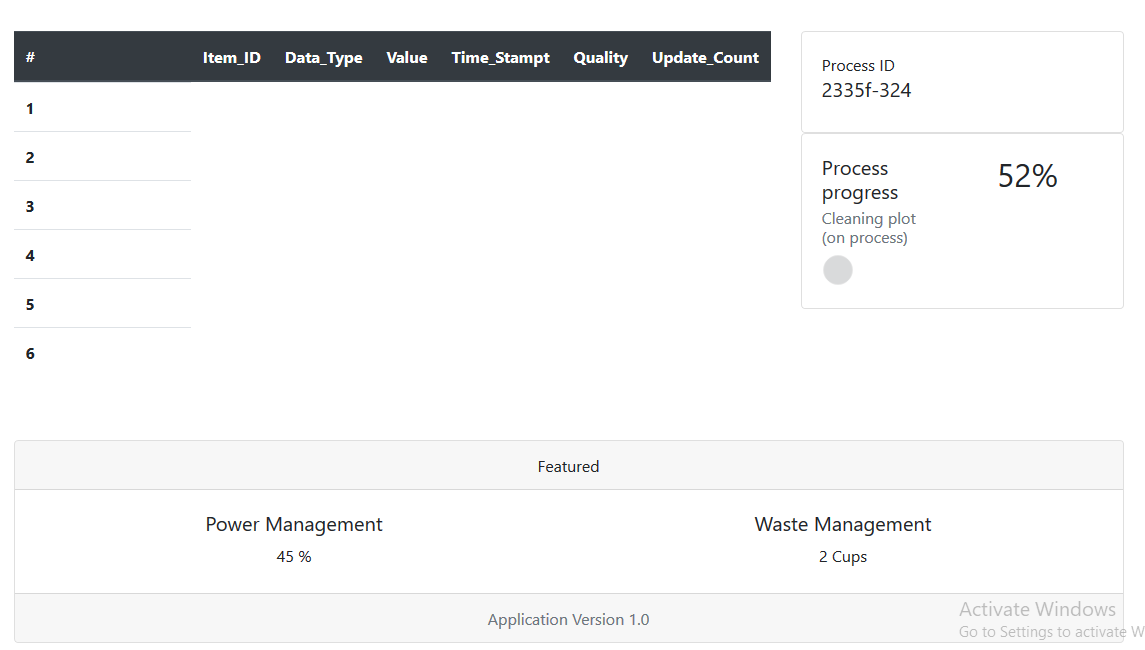 # Item_ID Data_Type Value Time_Stampt Quality Update_Count
1
2
3
4
5
6
Process ID
2335f-324
Process
progress
52%
Cleaning plot
(on process)
Featured
Power Management
45 %
Waste Management
2 Cups
Application Version 1.0
Activate Windows
Go to Settings to activate W